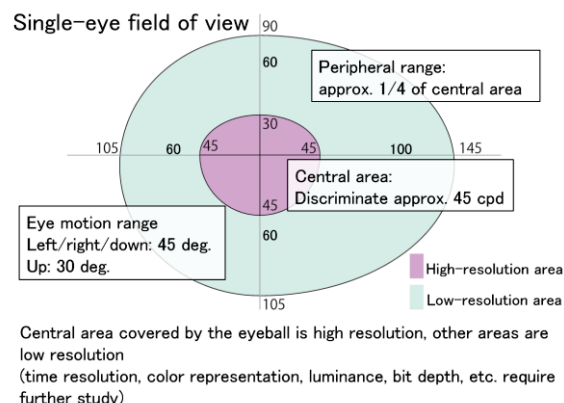 Single-eye field of view
90
60
Peripheral range:
approx. 1/4 of central area
30
105
60
45
45
100
145
Central area:
Discriminate approx. 45 cpd
45
60
Eye motion range
Left/right/down: 45 deg.
Up: 30 deg.
High-resolution area
Low-resolution area
105
Central area covered by the eyeball is high resolution, other areas are
low resolution
(time resolution, color representation, luminance, bit depth, etc. require
further study)